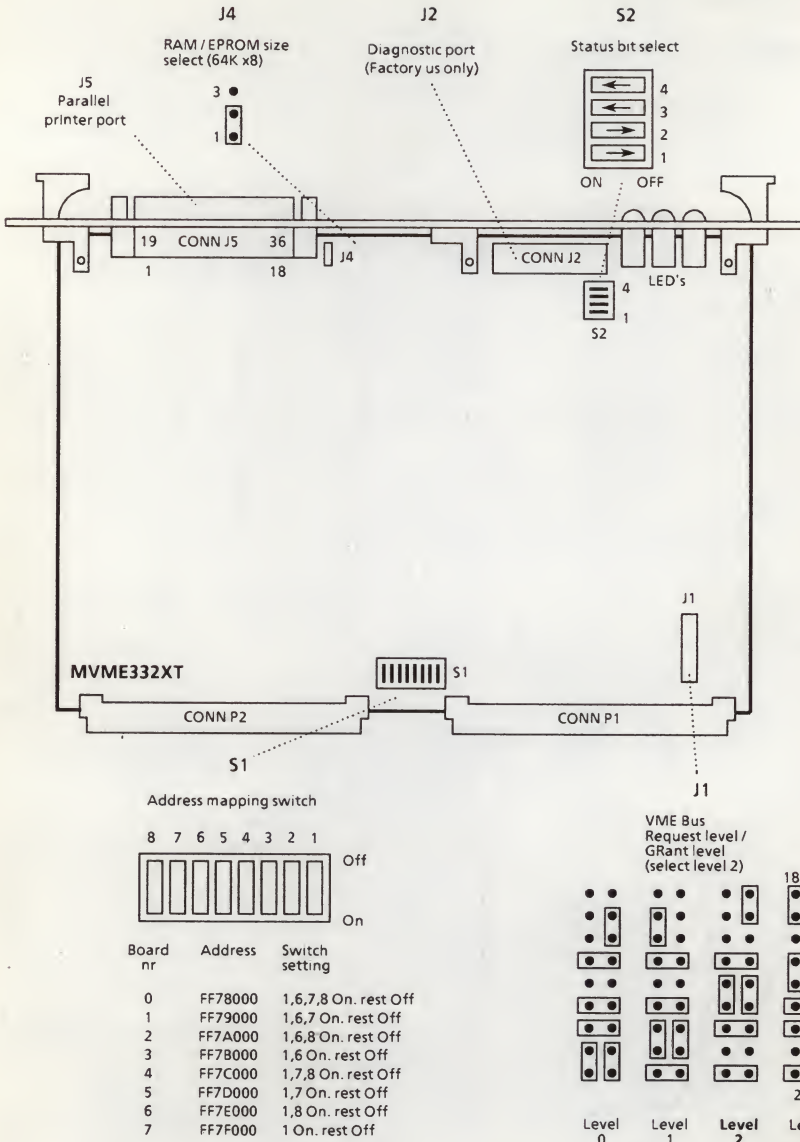 J4
J2
S2
RAM / EPROM size
select (64K x8)
Diagnostic port
(Factory us only)
Status bit select
J5
Parallel
printer port
3
1
4
3
2
1
ON OFF
19 CONN J5 36
1 18
J4
CONN J2
LED's
4
1
S2
J1
MVME332XT
S1
CONN P2
CONN P1
S1
J1
Address mapping switch
VME Bus
Request level /
GRant level
(select level 2)
8 7 6 5 4 3 2 1
Off
On
18
Board Address Switch
nr setting
0 FF78000 1,6,7,8 On. rest Off
1 FF79000 1,6,7 On. rest Off
2 FF7A000 1,6,8 On. rest Off
3 FF7B000 1,6 On. rest Off
4 FF7C000 1,7,8 On. rest Off
5 FF7D000 1,7 On. rest Off
6 FF7E000 1,8 On. rest Off
7 FF7F000 1 On. rest Off
2
Level Level Level
0 1 2